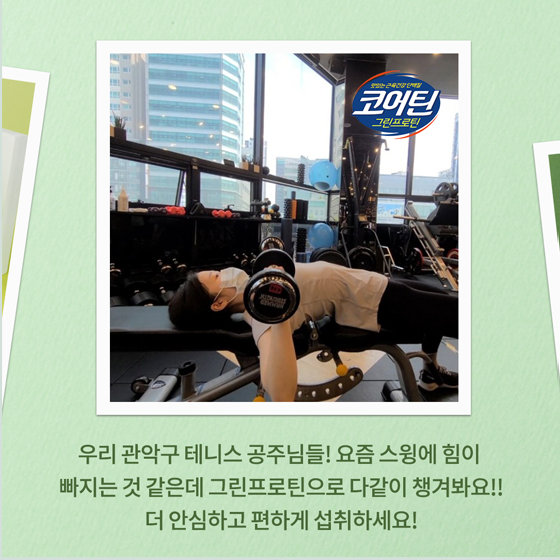 맛있는 근육건강 단백질
코어틴
그린프로틴
우리 관악구 테니스 공주님들! 요즘 스윙에 힘이
빠지는 것 같은데 그린프로틴으로 다같이 챙겨봐요!!
더 안심하고 편하게 섭취하세요!